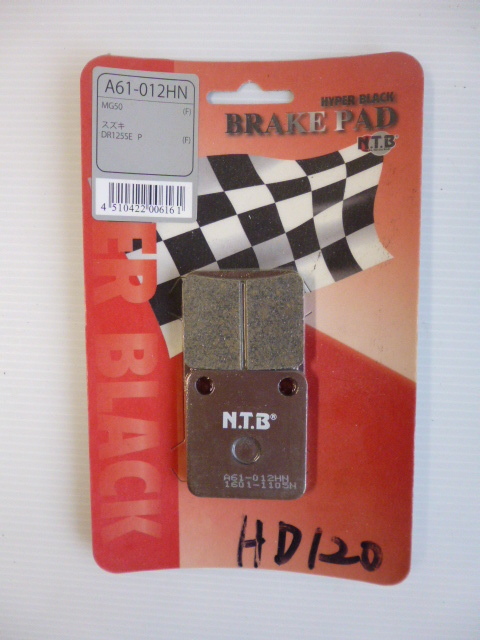 A61-012HN
MG50 (F)
スズキ
DR125SE P (F)
4 510422 006161
HYPER BLACK
BRAKE PAD
N.T.B
ER BLACK
N.T.B®
A61-012HN
1601-1105H
HD120